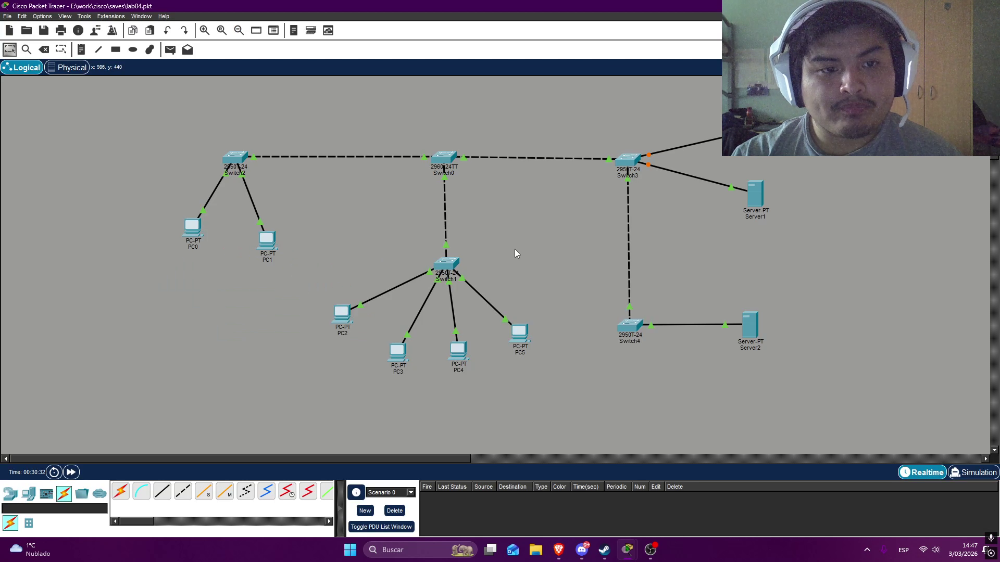 Cisco Packet Tracer - E:\work\cisco\saves\lab04.pkt
File Edit Options View Tools Extensions Window Help
Logical Physical x: 986, y: 440
2950T-24
Switch2
2960-24TT
Switch0
2950T-24
Switch3
Server-PT
Server1
PC-PT
PC0
PC-PT
PC1
2950T-24
Switch1
PC-PT
PC2
PC-PT
PC3
PC-PT
PC4
PC-PT
PC5
2950T-24
Switch4
Server-PT
Server2
Time: 00:30:32
Realtime Simulation
S M
Scenario 0
New Delete
Toggle PDU List Window
Fire Last Status Source Destination Type Color Time(sec) Periodic Num Edit Delete
1°C
Nublado
Buscar
9+
ESP
14:47
3/03/2026